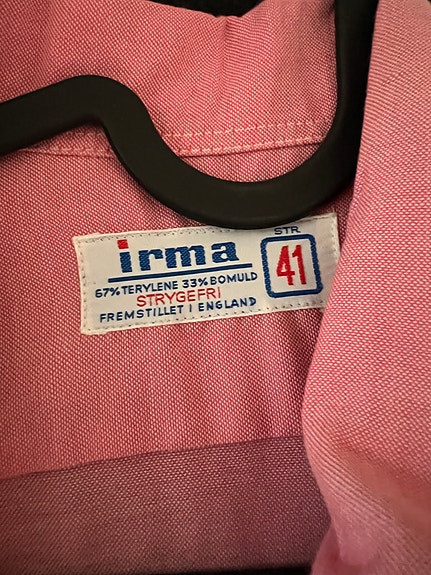 irma
STR.
41
67% TERYLENE 33% BOMULD
STRYGEFRI
FREMSTILLET I ENGLAND